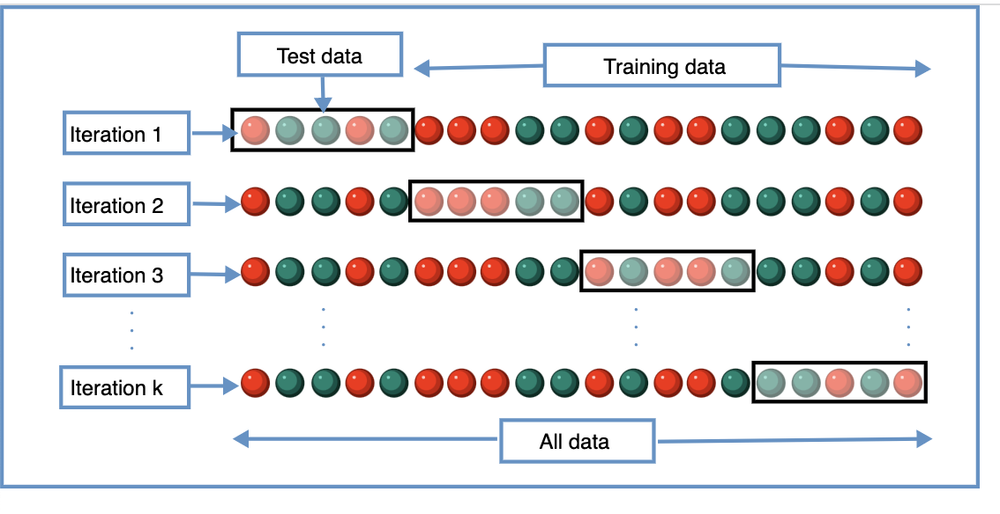 Test data
Training data
Iteration 1
Iteration 2
Iteration 3
Iteration k
All data